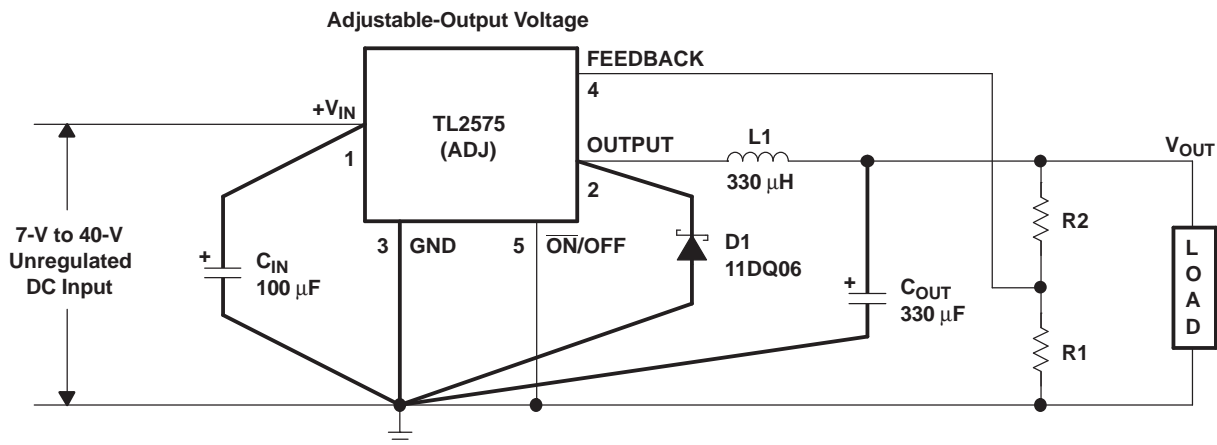 Adjustable-Output Voltage
FEEDBACK
4
+VIN
1
TL2575
(ADJ)
OUTPUT
2
L1
330 μH
VOUT
7-V to 40-V
Unregulated
DC Input
+
CIN
100 μF
3
GND
5
ON/OFF
D1
11DQ06
+
COUT
330 μF
R2
R1
LOAD